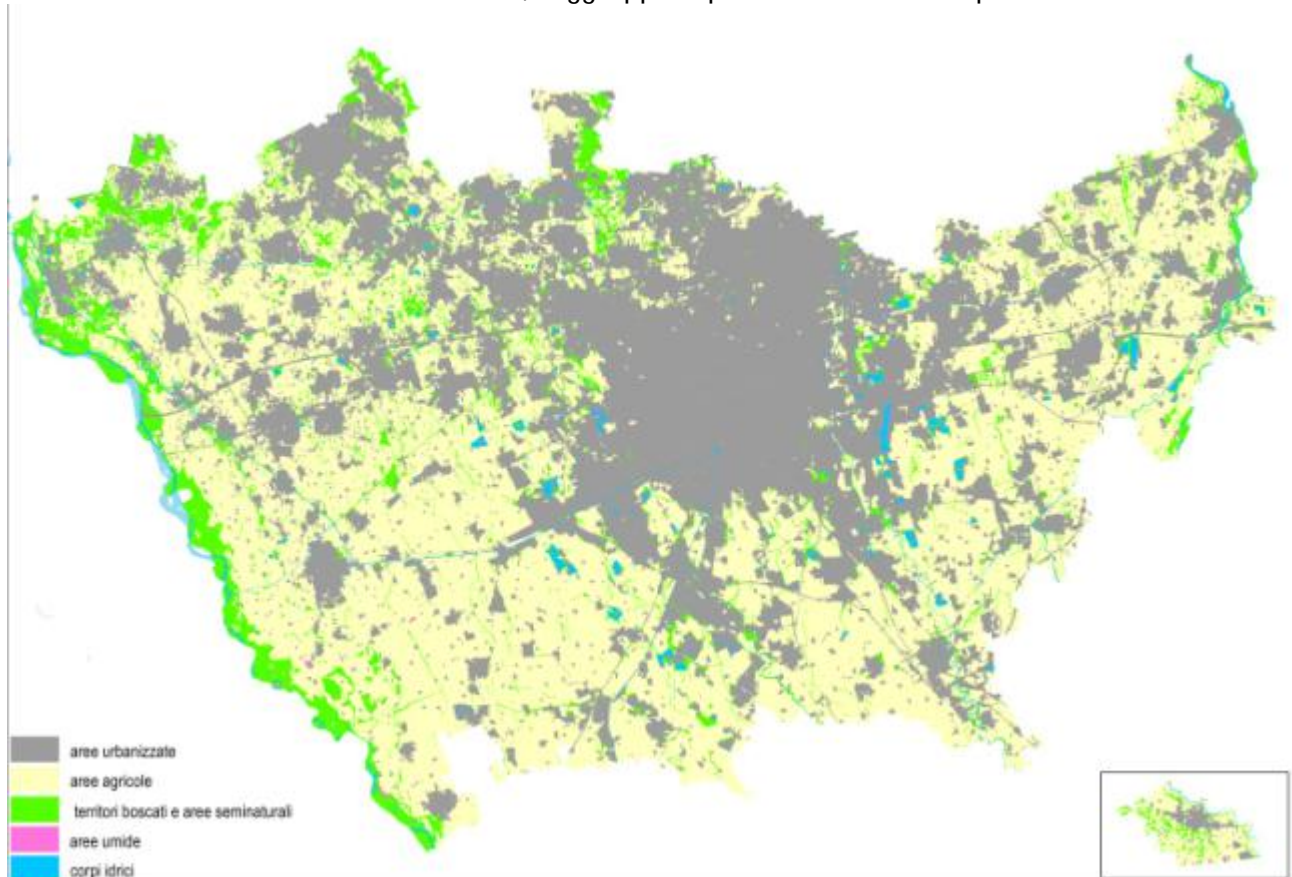 aree urbanizzate
aree agricole
territori boscati e aree seminaturali
aree umide
corpi idrici